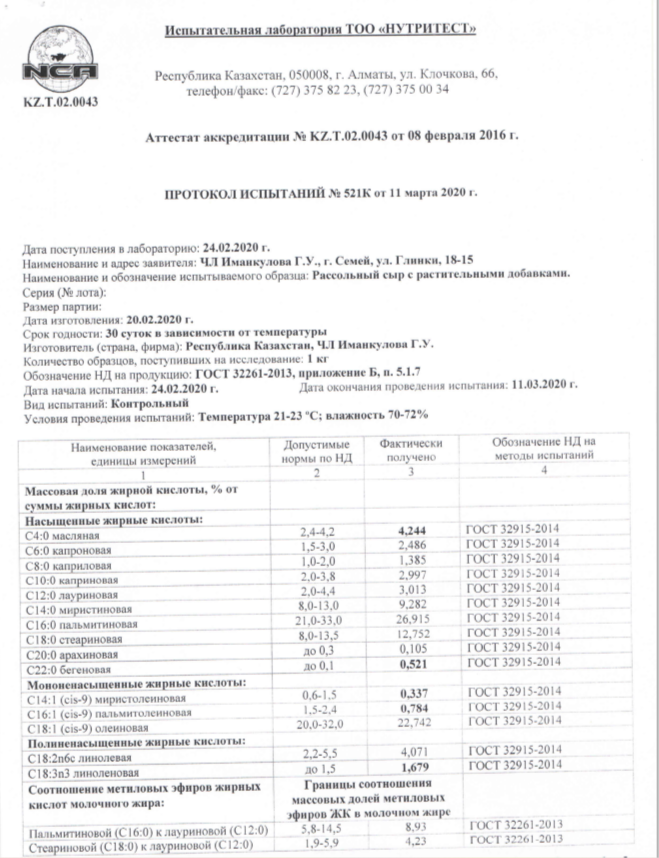 Испытательная лаборатория ТОО «НУТРИТЕСТ»
NCA
KZ.T.02.0043
Республика Казахстан, 050008, г. Алматы, ул. Клочкова, 66,
телефон/факс: (727) 375 82 23, (727) 375 00 34
Аттестат аккредитации № KZ.T.02.0043 от 08 февраля 2016 г.
ПРОТОКОЛ ИСПЫТАНИЙ № 521К от 11 марта 2020 г.
Дата поступления в лабораторию: 24.02.2020 г.
Наименование и адрес заявителя: ЧЛ Иманкулова Г.У., г. Семей, ул. Глинки, 18-15
Наименование и обозначение испытываемого образца: Рассольный сыр с растительными добавками.
Серия (№ лота):
Размер партии:
Дата изготовления: 20.02.2020 г.
Срок годности: 30 суток в зависимости от температуры
Изготовитель (страна, фирма): Республика Казахстан, ЧЛ Иманкулова Г.У.
Количество образцов, поступивших на исследование: 1 кг
Обозначение НД на продукцию: ГОСТ 32261-2013, приложение Б, п. 5.1.7
Дата начала испытания: 24.02.2020 г. Дата окончания проведения испытания: 11.03.2020 г.
Вид испытаний: Контрольный
Условия проведения испытаний: Температура 21-23 ºС; влажность 70-72%
Наименование показателей, единицы измерений Допустимые нормы по НД Фактически получено Обозначение НД на методы испытаний
1 2 3 4
Массовая доля жирной кислоты, % от
суммы жирных кислот:
Насыщенные жирные кислоты:
С4:0 масляная 2,4-4,2 4,244 ГОСТ 32915-2014
С6:0 капроновая 1,5-3,0 2,486 ГОСТ 32915-2014
С8:0 каприловая 1,0-2,0 1,385 ГОСТ 32915-2014
С10:0 каприновая 2,0-3,8 2,997 ГОСТ 32915-2014
С12:0 лауриновая 2,0-4,4 3,013 ГОСТ 32915-2014
С14:0 миристиновая 8,0-13,0 9,282 ГОСТ 32915-2014
С16:0 пальмитиновая 21,0-33,0 26,915 ГОСТ 32915-2014
С18:0 стеариновая 8,0-13,5 12,752 ГОСТ 32915-2014
С20:0 арахиновая до 0,3 0,105 ГОСТ 32915-2014
С22:0 бегеновая до 0,1 0,521 ГОСТ 32915-2014
Мононенасыщенные жирные кислоты:
С14:1 (cis-9) миристолеиновая 0,6-1,5 0,337 ГОСТ 32915-2014
С16:1 (cis-9) пальмитолеиновая 1,5-2,4 0,784 ГОСТ 32915-2014
С18:1 (cis-9) олеиновая 20,0-32,0 22,742 ГОСТ 32915-2014
Полиненасыщенные жирные кислоты:
С18:2n6c линолевая 2,2-5,5 4,071 ГОСТ 32915-2014
С18:3n3 линоленовая до 1,5 1,679 ГОСТ 32915-2014
Соотношение метиловых эфиров жирных кислот молочного жира: Границы соотношения массовых долей метиловых эфиров ЖК в молочном жире
Пальмитиновой (С16:0) к лауриновой (С12:0) 5,8-14,5 8,93 ГОСТ 32261-2013
Стеариновой (С18:0) к лауриновой (С12:0) 1,9-5,9 4,23 ГОСТ 32261-2013